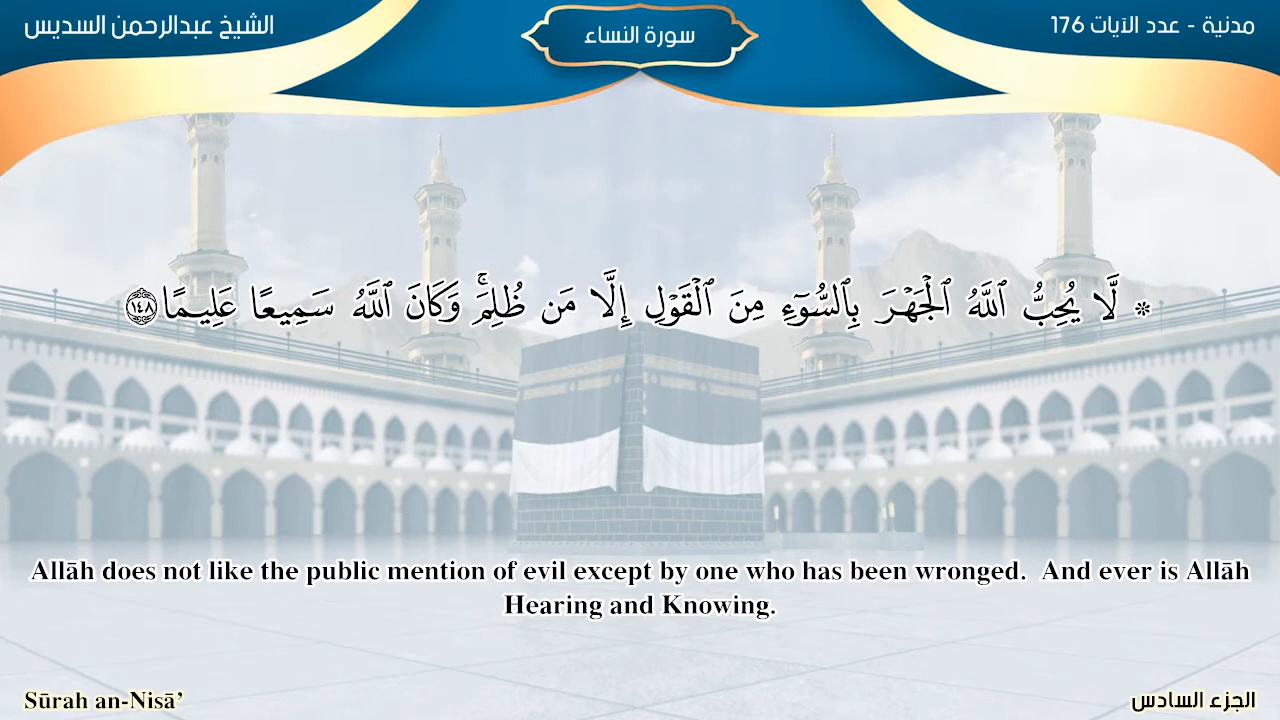 الشيخ عبدالرحمن السديس
سورة النساء
مدنية - عدد الآيات 176
۞ لَّا يُحِبُّ ٱللَّهُ ٱلْجَهْرَ بِٱلسُّوٓءِ مِنَ ٱلْقَوْلِ إِلَّا مَن ظُلِمَ ۚ وَكَانَ ٱللَّهُ سَمِيعًا عَلِيمًا ١٤٨
Allāh does not like the public mention of evil except by one who has been wronged. And ever is Allāh
Hearing and Knowing.
Sūrah an-Nisā’
الجزء السادس